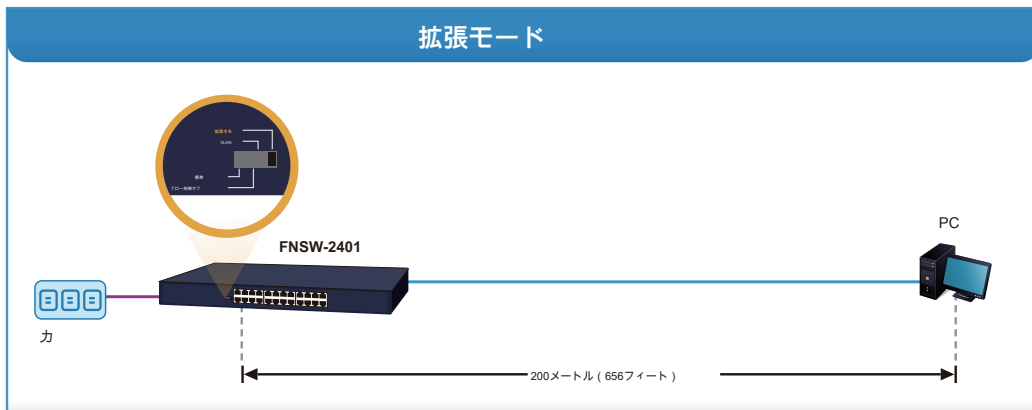 拡張モード
拡張する
VLAN
標準
フロー制御オフ
FNSW-2401
PC
力
200メートル ( 656フィート )